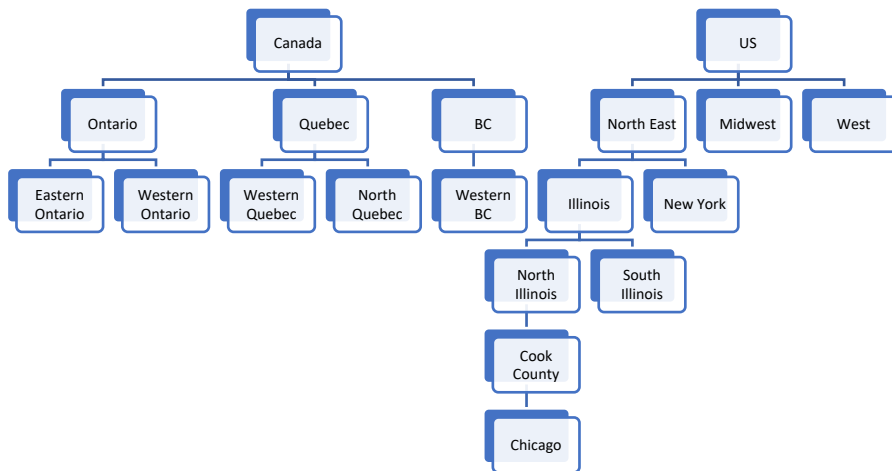 Canada
US
Ontario
Quebec
BC
North East
Midwest
West
Eastern
Ontario
Western
Ontario
Western
Quebec
North
Quebec
Western
BC
Illinois
New York
North
Illinois
South
Illinois
Cook
County
Chicago